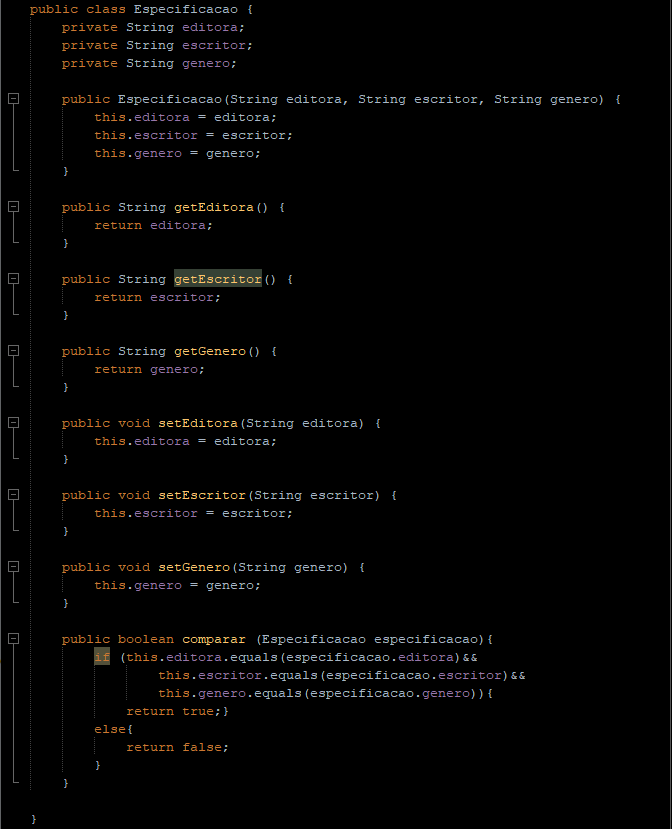 public class Especificacao {
    private String editora;
    private String escritor;
    private String genero;

    public Especificacao(String editora, String escritor, String genero) {
        this.editora = editora;
        this.escritor = escritor;
        this.genero = genero;
    }

    public String getEditora() {
        return editora;
    }

    public String getEscritor() {
        return escritor;
    }

    public String getGenero() {
        return genero;
    }

    public void setEditora(String editora) {
        this.editora = editora;
    }

    public void setEscritor(String escritor) {
        this.escritor = escritor;
    }

    public void setGenero(String genero) {
        this.genero = genero;
    }

    public boolean comparar (Especificacao especificacao){
        if (this.editora.equals(especificacao.editora)&&
                this.escritor.equals(especificacao.escritor)&&
                this.genero.equals(especificacao.genero)){
            return true;}
        else{
            return false;
        }
    }

}